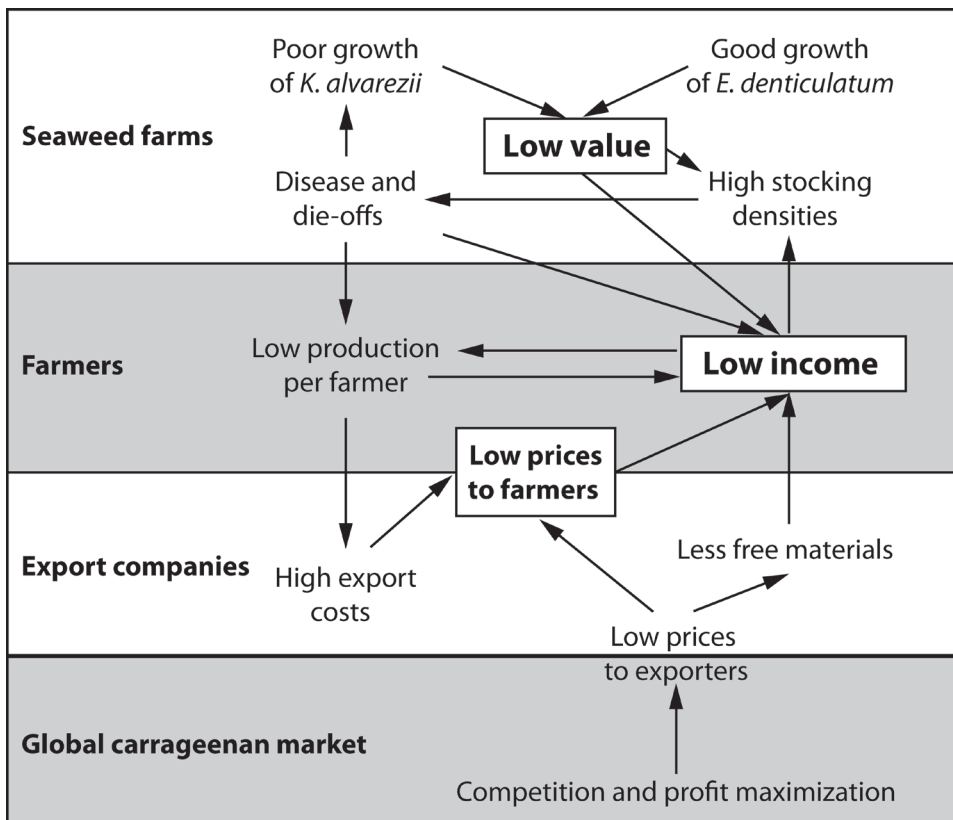 Poor growth
of K. alvarezii
Good growth
of E. denticulatum
Seaweed farms
Low value
Disease and
die-offs
High stocking
densities
Farmers
Low production
per farmer
Low income
Low prices
to farmers
Export companies
High export
costs
Less free materials
Low prices
to exporters
Global carrageenan market
Competition and profit maximization